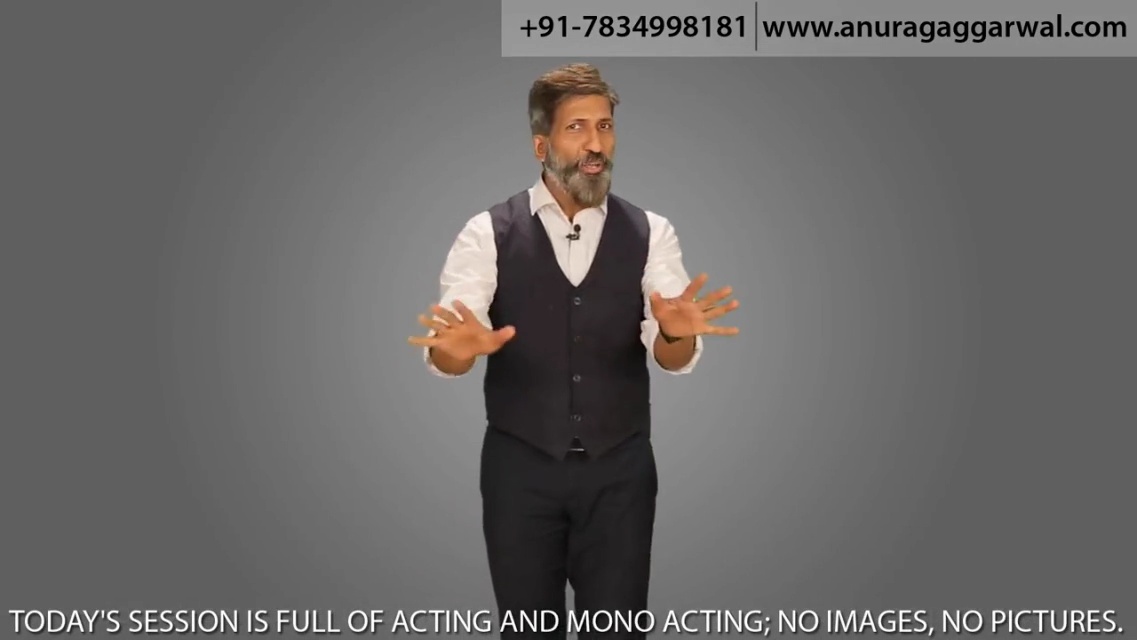 +91-7834998181 | www.anuragaggarwal.com
TODAY'S SESSION IS FULL OF ACTING AND MONO ACTING; NO IMAGES, NO PICTURES.